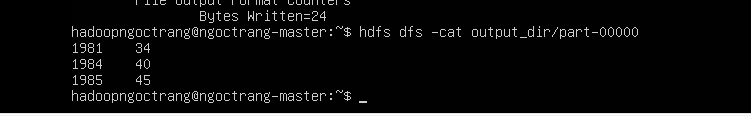 File Output Format Counters
Bytes Written=24
hadoopngoctrang@ngoctrang-master:~$ hdfs dfs -cat output_dir/part-00000
1981 34
1984 40
1985 45
hadoopngoctrang@ngoctrang-master:~$ _